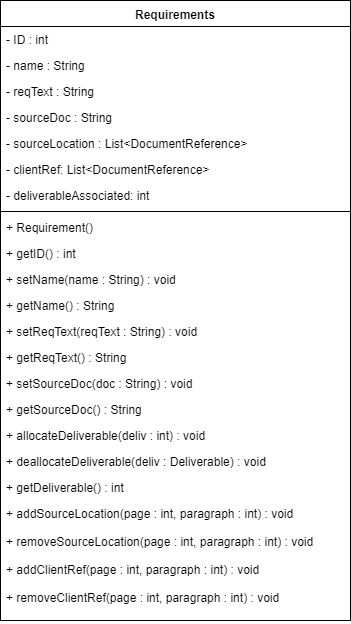 Requirements
- ID : int
- name : String
- reqText : String
- sourceDoc : String
- sourceLocation : List<DocumentReference>
- clientRef: List<DocumentReference>
- deliverableAssociated: int
+ Requirement()
+ getID() : int
+ setName(name : String) : void
+ getName() : String
+ setReqText(reqText : String) : void
+ getReqText() : String
+ setSourceDoc(doc : String) : void
+ getSourceDoc() : String
+ allocateDeliverable(deliv : int) : void
+ deallocateDeliverable(deliv : Deliverable) : void
+ getDeliverable() : int
+ addSourceLocation(page : int, paragraph : int) : void
+ removeSourceLocation(page : int, paragraph : int) : void
+ addClientRef(page : int, paragraph : int) : void
+ removeClientRef(page : int, paragraph : int) : void